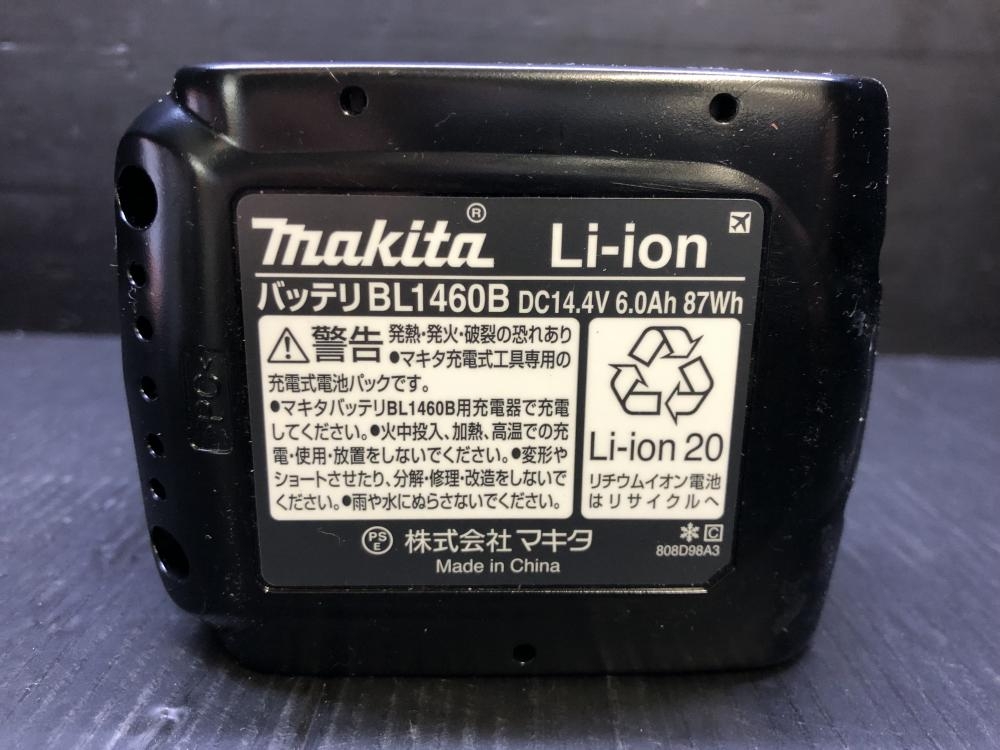 makita® Li-ion
バッテリ BL1460B DC14.4V 6.0Ah 87Wh
警告 発熱・発火・破裂の恐れあり
●マキタ充電式工具専用の
充電式電池パックです。
●マキタバッテリBL1460B用充電器で充電
してください。●火中投入、加熱、高温での充
電・使用・放置をしないでください。●変形や
ショートさせたり、分解・修理・改造をしないで
ください。●雨や水にぬらさないでください。
Li-ion 20
リチウムイオン電池
はリサイクルへ
PS
E 株式会社 マキタ
C
Made in China
808D98A3
>PC<